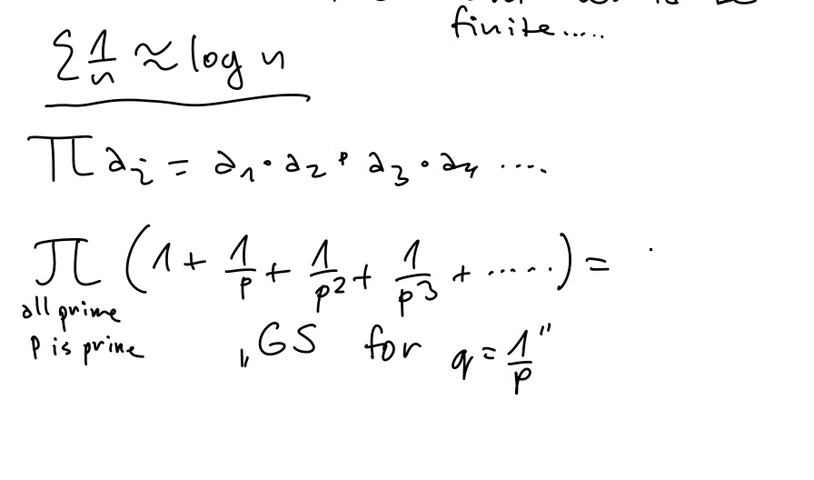 finite.....
Σ 1/n ≈ log n
∏ a_i = a_1 · a_2 · a_3 · a_4 ....
∏ (1 + 1/p + 1/p² + 1/p³ + .....) =
all prime
p is prime
„GS for q = 1/p"